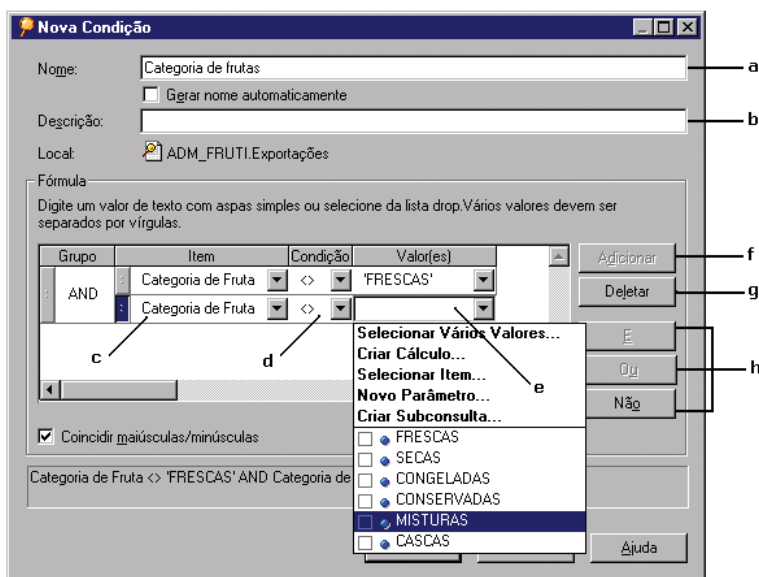 Nova Condição
Nome: Categoria de frutas a
Gerar nome automaticamente
Descrição: b
Local: ADM_FRUTI.Exportações
Fórmula
Digite um valor de texto com aspas simples ou selecione da lista drop.Vários valores devem ser
separados por vírgulas.
Grupo Item Condição Valor(es) Adicionar f
AND Categoria de Fruta <> 'FRESCAS' Deletar g
Categoria de Fruta <>
Selecionar Vários Valores... E
Criar Cálculo...
c d Selecionar Item... e Ou h
Novo Parâmetro... Não
Criar Subconsulta...
Coincidir maiúsculas/minúsculas FRESCAS
SECAS
Categoria de Fruta <> 'FRESCAS' AND Categoria de CONGELADAS
CONSERVADAS
MISTURAS
CASCAS Ajuda